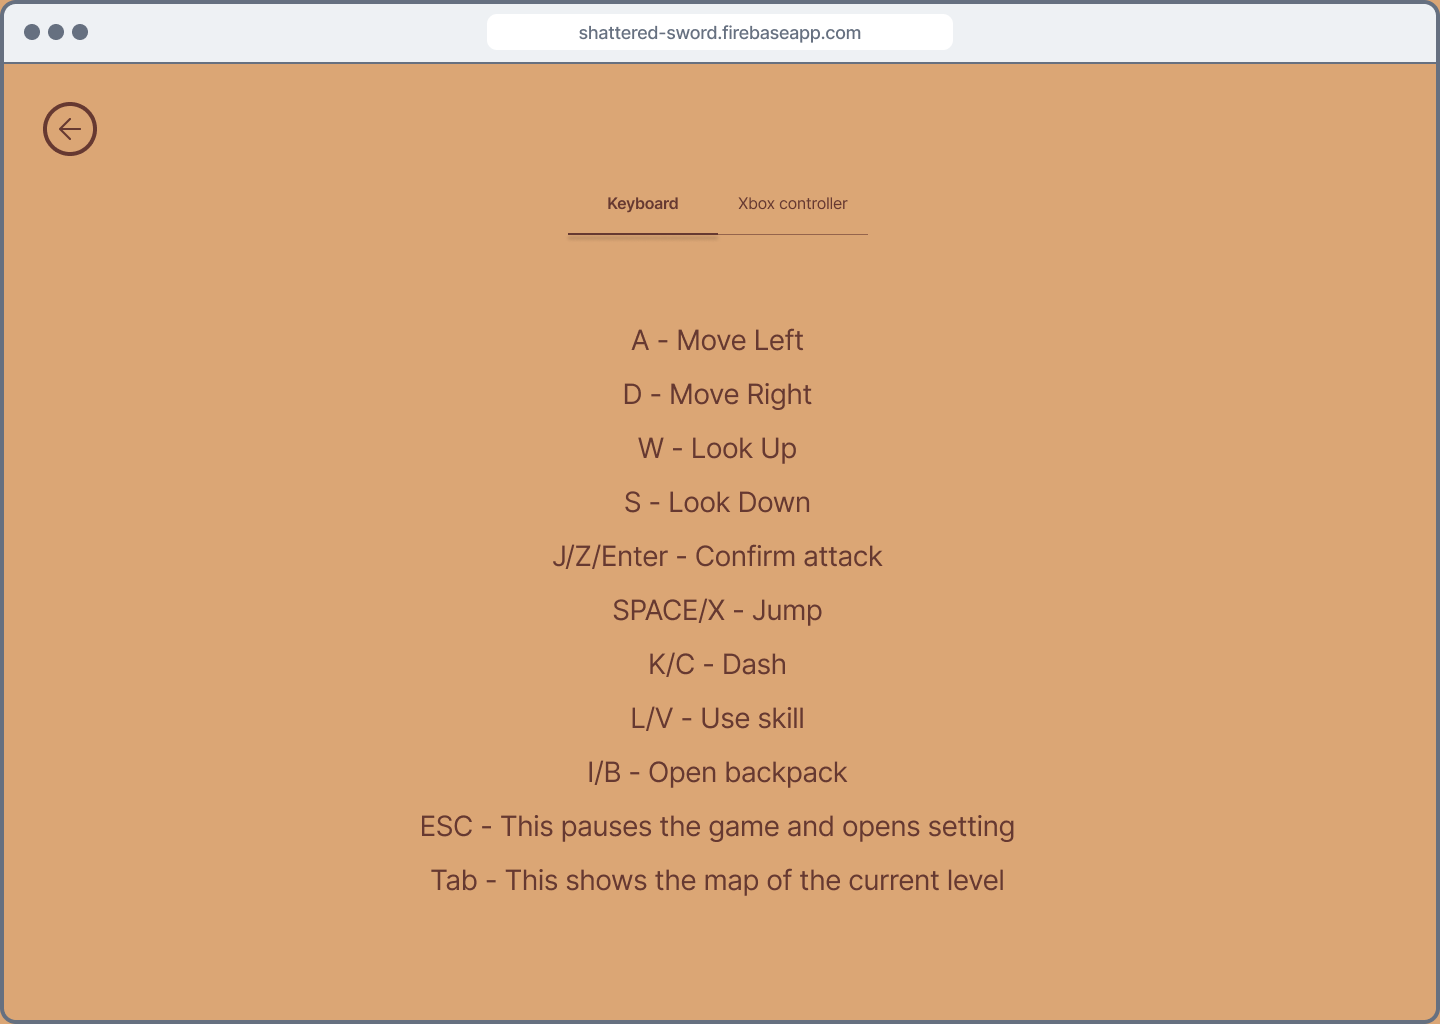 shattered-sword.firebaseapp.com
Keyboard Xbox controller
A - Move Left
D - Move Right
W - Look Up
S - Look Down
J/Z/Enter - Confirm attack
SPACE/X - Jump
K/C - Dash
L/V - Use skill
I/B - Open backpack
ESC - This pauses the game and opens setting
Tab - This shows the map of the current level